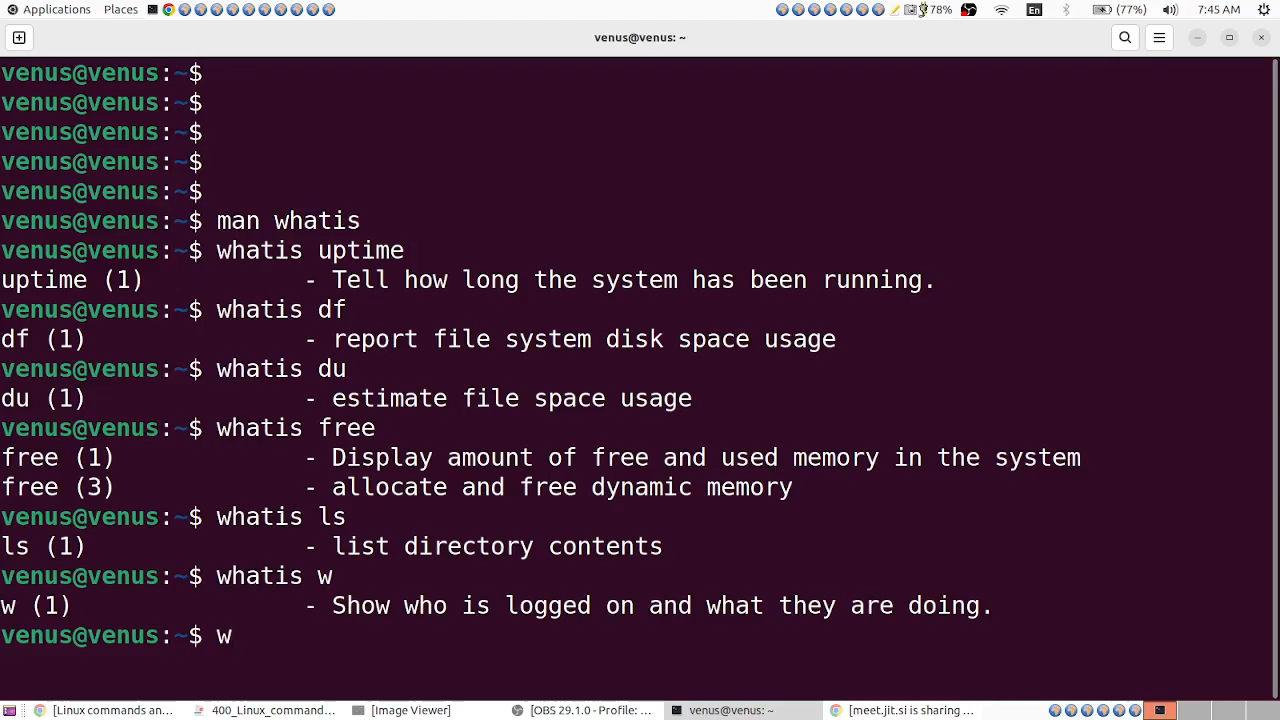 Applications Places 78% En (77%) 7:45 AM
venus@venus: ~
venus@venus:~$
venus@venus:~$
venus@venus:~$
venus@venus:~$
venus@venus:~$
venus@venus:~$ man whatis
venus@venus:~$ whatis uptime
uptime (1) - Tell how long the system has been running.
venus@venus:~$ whatis df
df (1) - report file system disk space usage
venus@venus:~$ whatis du
du (1) - estimate file space usage
venus@venus:~$ whatis free
free (1) - Display amount of free and used memory in the system
free (3) - allocate and free dynamic memory
venus@venus:~$ whatis ls
ls (1) - list directory contents
venus@venus:~$ whatis w
w (1) - Show who is logged on and what they are doing.
venus@venus:~$ w
[Linux commands an... 400_Linux_command... [Image Viewer] [OBS 29.1.0 - Profile: ... venus@venus: ~ [meet.jit.si is sharing ...